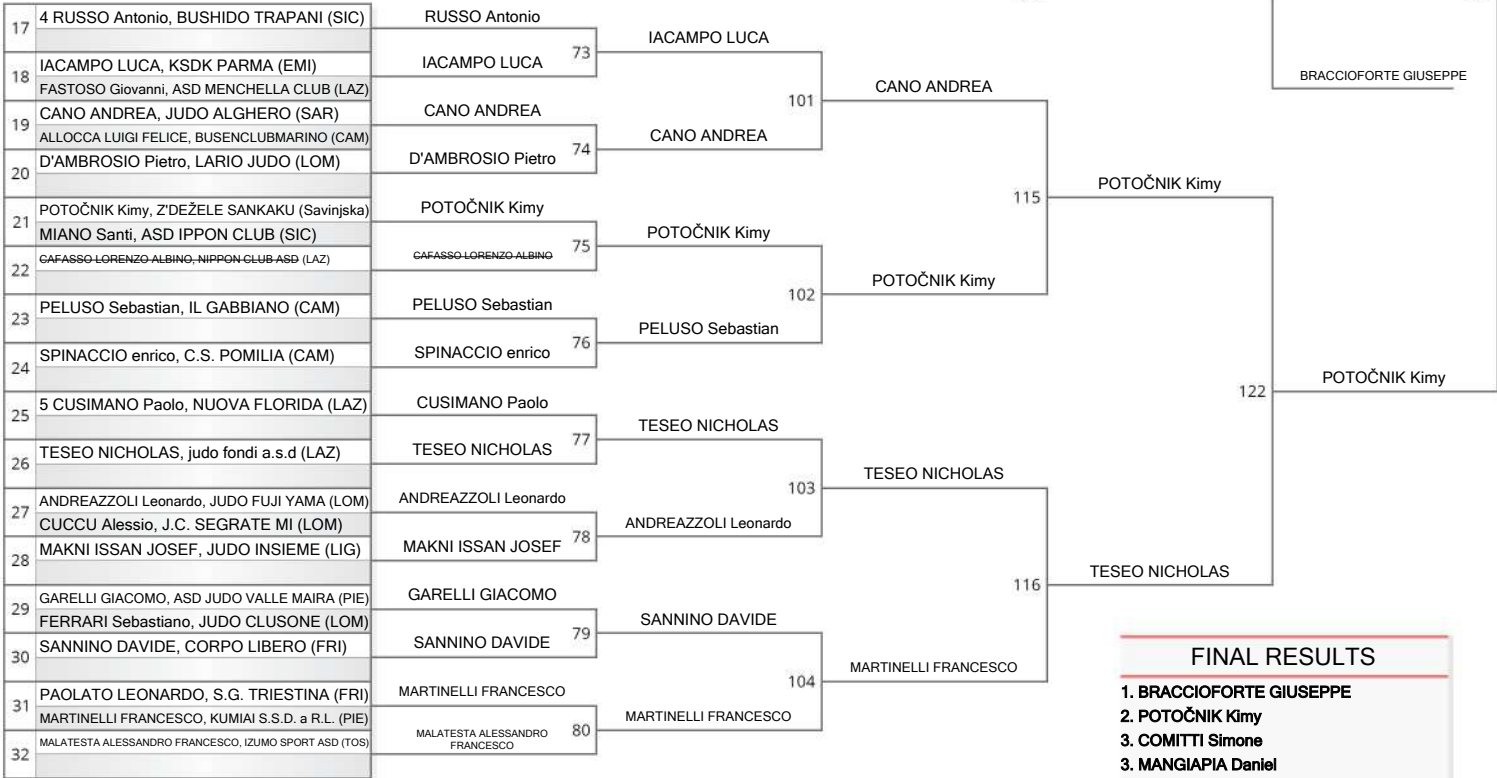 17
4 RUSSO Antonio, BUSHIDO TRAPANI (SIC)
18
IACAMPO LUCA, KSDK PARMA (EMI)
FASTOSO Giovanni, ASD MENCHELLA CLUB (LAZ)
19
CANO ANDREA, JUDO ALGHERO (SAR)
ALLOCCA LUIGI FELICE, BUSENCLUBMARINO (CAM)
20
D'AMBROSIO Pietro, LARIO JUDO (LOM)
21
POTOČNIK Kimy, Z'DEŽELE SANKAKU (Savinjska)
MIANO Santi, ASD IPPON CLUB (SIC)
22
CAFASSO LORENZO ALBINO, NIPPON CLUB ASD (LAZ)
23
PELUSO Sebastian, IL GABBIANO (CAM)
24
SPINACCIO enrico, C.S. POMILIA (CAM)
25
5 CUSIMANO Paolo, NUOVA FLORIDA (LAZ)
26
TESEO NICHOLAS, judo fondi a.s.d (LAZ)
27
ANDREAZZOLI Leonardo, JUDO FUJI YAMA (LOM)
CUCCU Alessio, J.C. SEGRATE MI (LOM)
28
MAKNI ISSAN JOSEF, JUDO INSIEME (LIG)
29
GARELLI GIACOMO, ASD JUDO VALLE MAIRA (PIE)
FERRARI Sebastiano, JUDO CLUSONE (LOM)
30
SANNINO DAVIDE, CORPO LIBERO (FRI)
31
PAOLATO LEONARDO, S.G. TRIESTINA (FRI)
MARTINELLI FRANCESCO, KUMIAI S.S.D. a R.L. (PIE)
32
MALATESTA ALESSANDRO FRANCESCO, IZUMO SPORT ASD (TOS)
RUSSO Antonio
73
IACAMPO LUCA
CANO ANDREA
74
D'AMBROSIO Pietro
POTOČNIK Kimy
75
CAFASSO LORENZO ALBINO
PELUSO Sebastian
76
SPINACCIO enrico
CUSIMANO Paolo
77
TESEO NICHOLAS
ANDREAZZOLI Leonardo
78
MAKNI ISSAN JOSEF
GARELLI GIACOMO
79
SANNINO DAVIDE
MARTINELLI FRANCESCO
80
MALATESTA ALESSANDRO
FRANCESCO
IACAMPO LUCA
101
CANO ANDREA
POTOČNIK Kimy
102
PELUSO Sebastian
TESEO NICHOLAS
103
ANDREAZZOLI Leonardo
SANNINO DAVIDE
104
MARTINELLI FRANCESCO
CANO ANDREA
115
POTOČNIK Kimy
TESEO NICHOLAS
116
MARTINELLI FRANCESCO
POTOČNIK Kimy
122
TESEO NICHOLAS
BRACCIOFORTE GIUSEPPE
POTOČNIK Kimy
FINAL RESULTS
1. BRACCIOFORTE GIUSEPPE
2. POTOČNIK Kimy
3. COMITTI Simone
3. MANGIAPIA Daniel